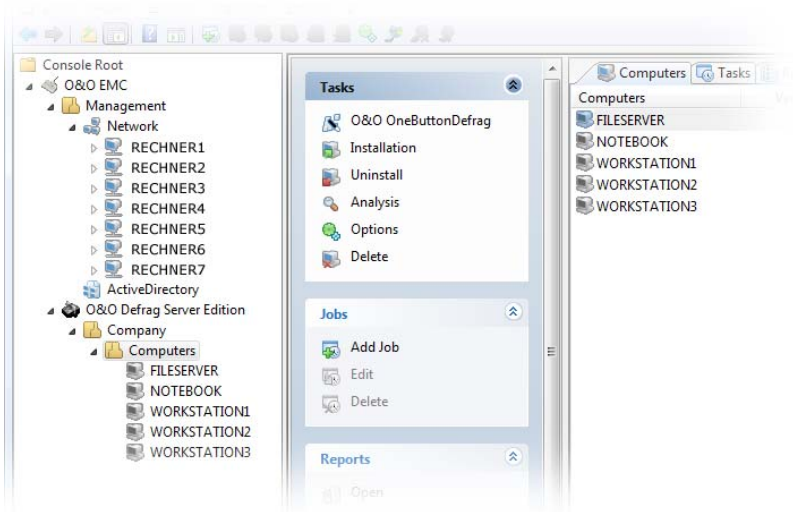 Console Root
O&O EMC
Management
Network
RECHNER1
RECHNER2
RECHNER3
RECHNER4
RECHNER5
RECHNER6
RECHNER7
ActiveDirectory
O&O Defrag Server Edition
Company
Computers
FILESERVER
NOTEBOOK
WORKSTATION1
WORKSTATION2
WORKSTATION3
Tasks
O&O OneButtonDefrag
Installation
Uninstall
Analysis
Options
Delete
Jobs
Add Job
Edit
Delete
Reports
Open
Computers Tasks
Computers
FILESERVER
NOTEBOOK
WORKSTATION1
WORKSTATION2
WORKSTATION3